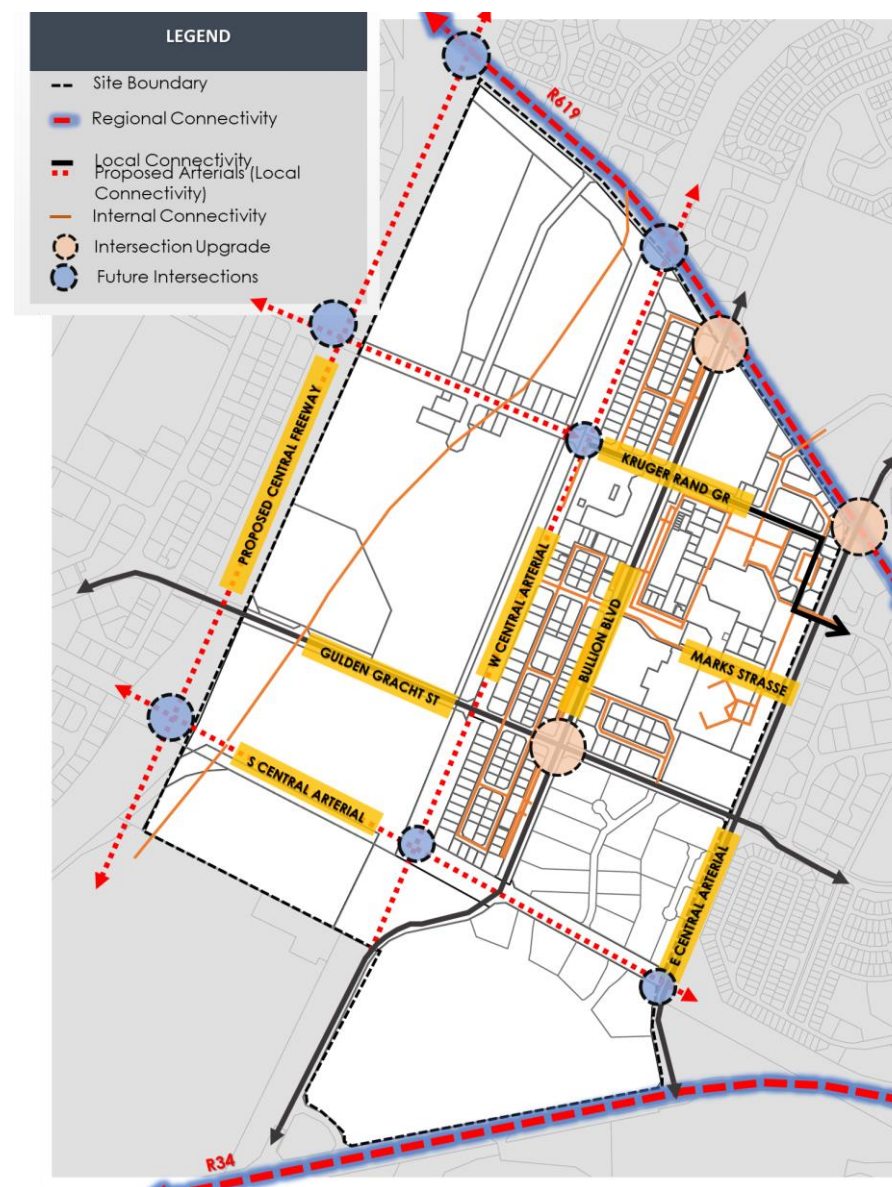 LEGEND
Site Boundary
Regional Connectivity
Local Connectivity
Proposed Arterials (Local
Connectivity)
Internal Connectivity
Intersection Upgrade
Future Intersections
R619
PROPOSED CENTRAL FREEWAY
KRUGER RAND GR
W CENTRAL ARTERIAL
BULLION BLVD
GULDEN GRACHT ST
MARKS STRASSE
S CENTRAL ARTERIAL
E CENTRAL ARTERIAL
R34